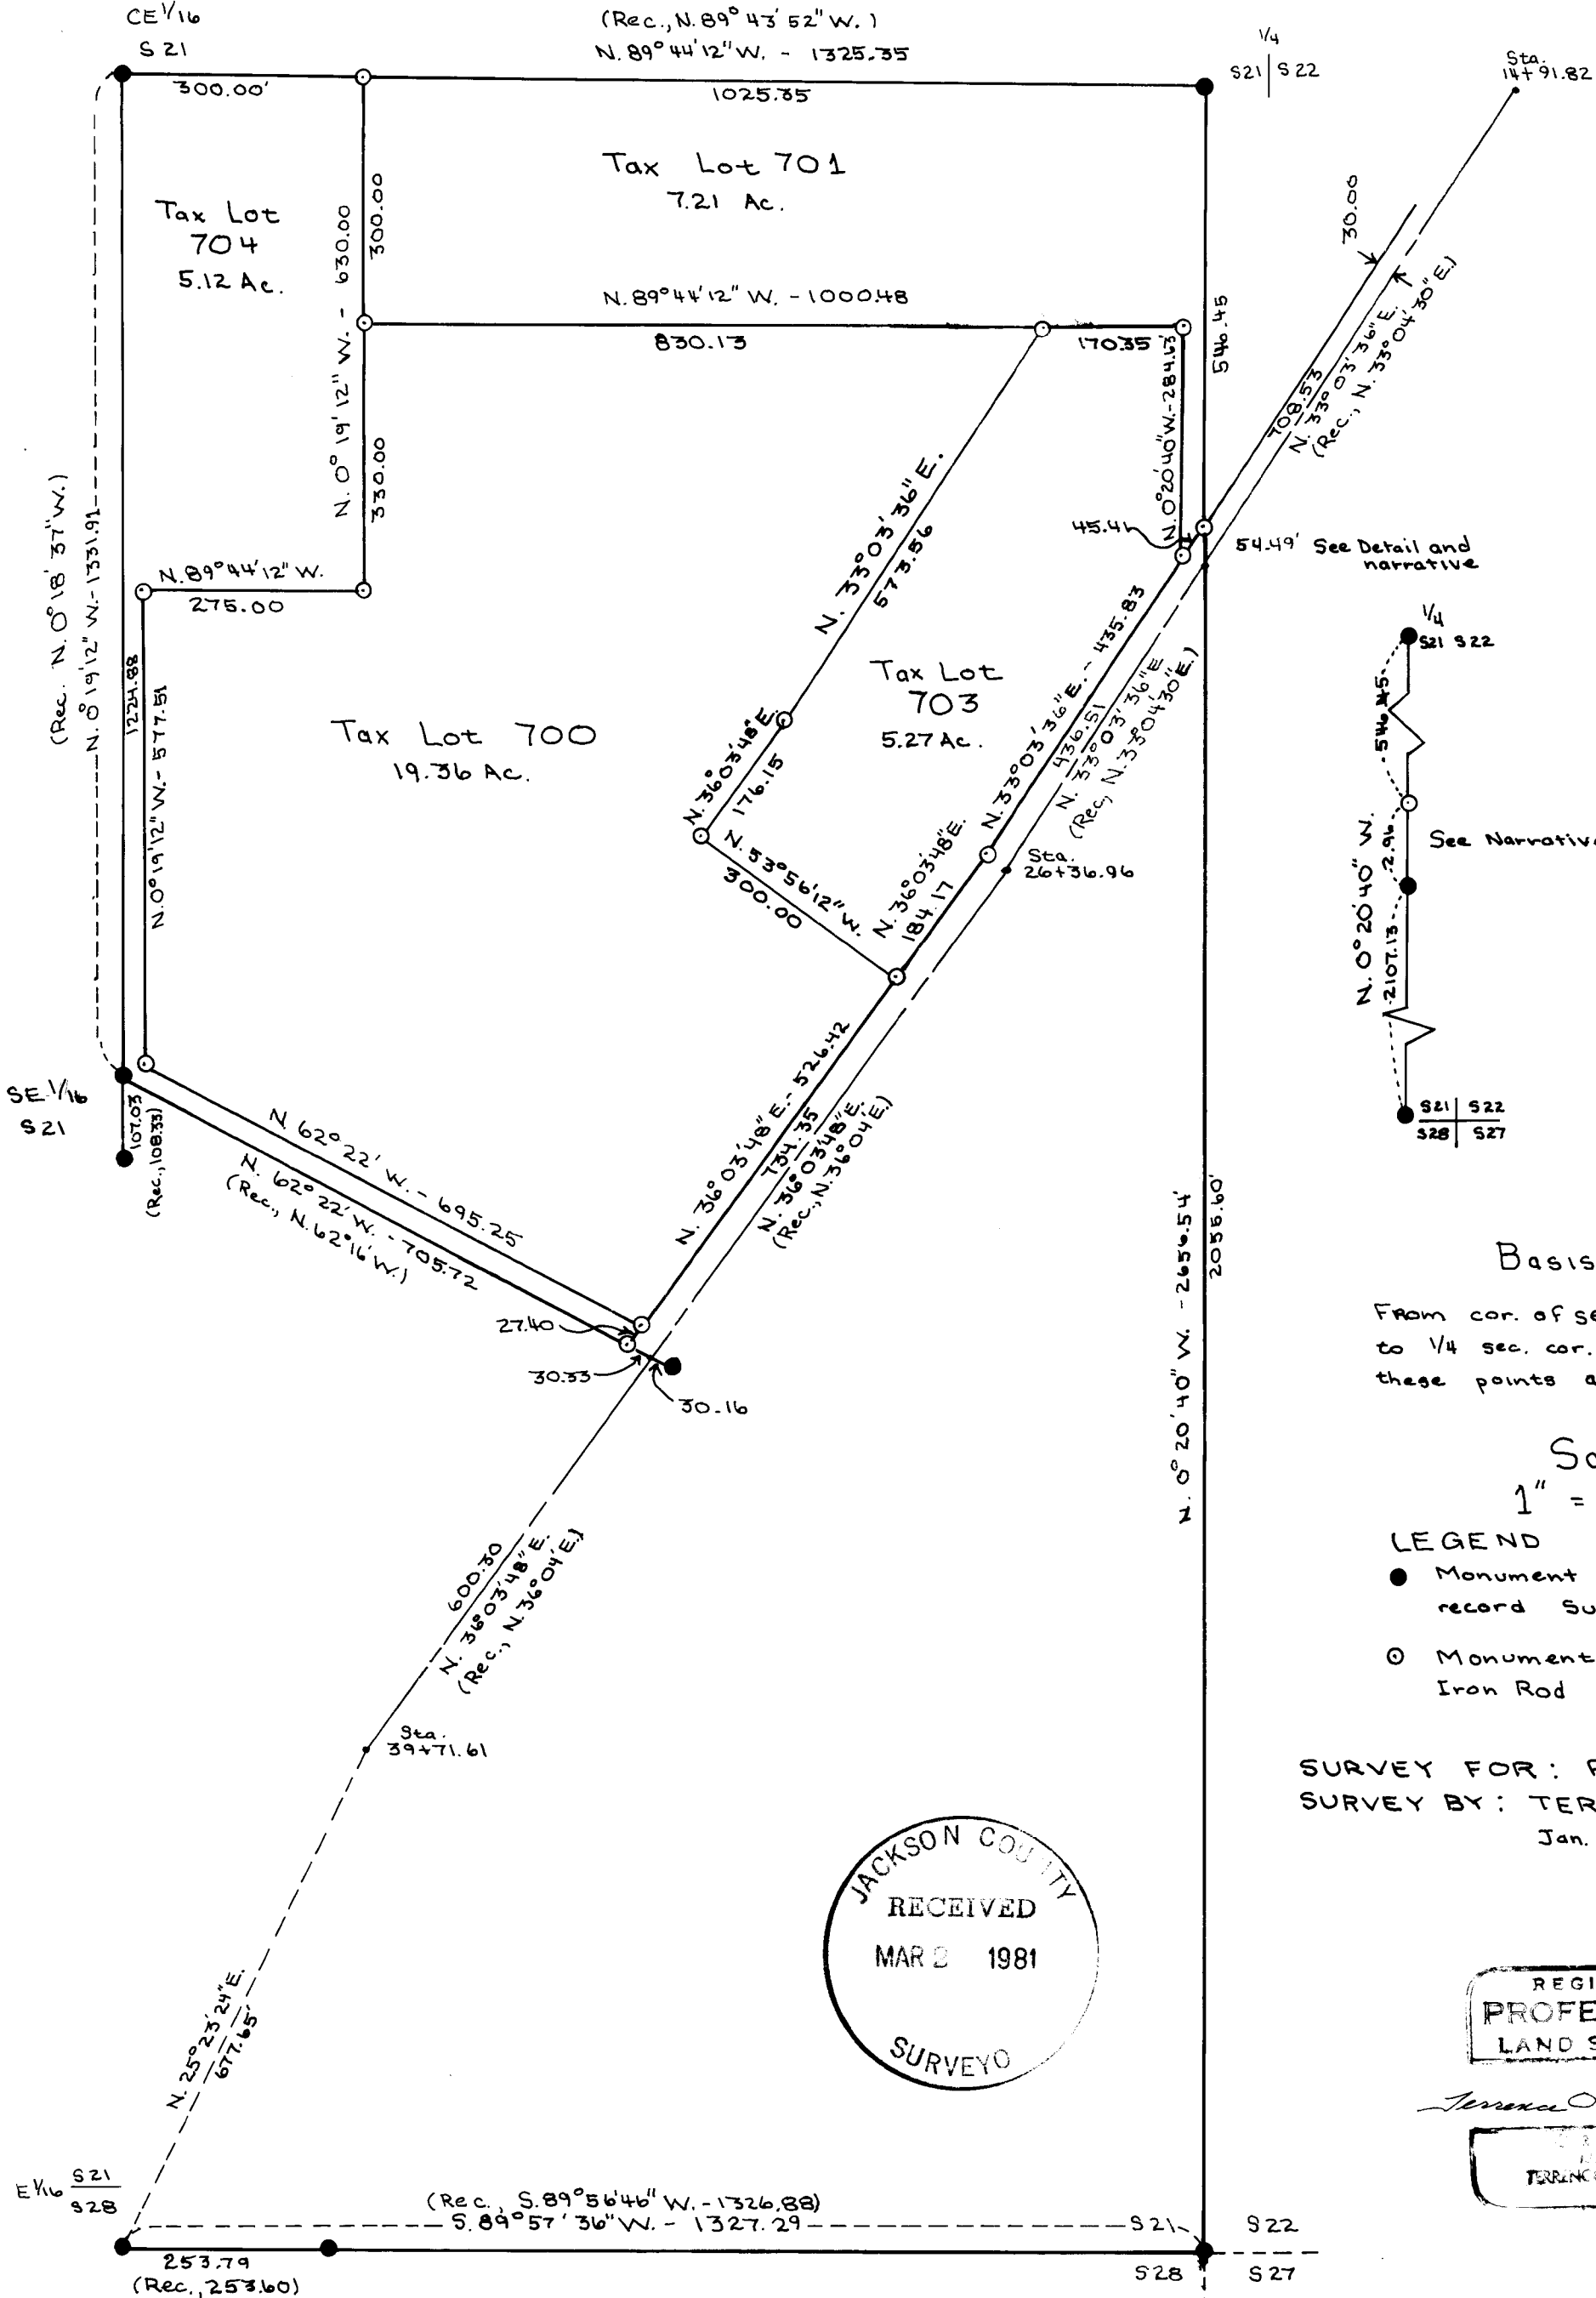 CE 1/16
S 21
(Rec., N. 89° 43' 52" W.)
N. 89° 44' 12" W. - 1325.35
1/4
S21 | S22
Sta.
14+91.82
300.00'
1025.35
Tax Lot 701
7.21 Ac.
Tax Lot
704
5.12 Ac.
N. 0° 19' 12" W. - 630.00
300.00
330.00
30.00
N. 89° 44' 12" W. - 1000.48
830.13
170.35
N. 0° 20' 40" W. - 284.63
546.45
708.53
N. 33° 03' 36" E.
(Rec., N. 33° 04' 30" E.)
(Rec. N. 0° 18' 37" W.)
N. 0° 19' 12" W. - 1331.91
1224.88
N. 89° 44' 12" W.
275.00
N. 0° 19' 12" W. - 577.51
N. 33° 03' 36" E.
573.56
45.41
54.49' See Detail and
narrative
Tax Lot
703
5.27 Ac.
Tax Lot 700
19.36 Ac.
N. 33° 03' 36" E. - 435.83
436.51
N. 33° 03' 36" E
(Rec., N. 33° 04' 30" E.)
N. 36° 03' 48" E.
176.15
N. 53° 56' 12" W.
300.00
N. 36° 03' 48" E.
184.17
Sta.
26+36.96
1/4
S21 S22
546.45
2.96
See Narrative
N. 0° 20' 40" W.
2107.13
S21 | S22
S28 | S27
SE 1/16
S 21
107.03
(Rec., 108.33)
N. 62° 22' W. - 695.25
N. 62° 22' W. - 705.72
(Rec., N. 62° 16' W.)
N. 36° 03' 48" E. - 526.42
734.35
N. 36° 03' 48" E.
(Rec., N. 36° 04' E.)
27.40
30.33
30.16
N. 0° 20' 40" W. - 2656.54'
2055.60'
Basis
From cor. of
to 1/4 sec. cor.
these points
1" =
LEGEND
● Monument
record
⊙ Monument
Iron Rod
600.30
N. 36° 03' 48" E.
(Rec., N. 36° 04' E.)
Sta.
39+71.61
SURVEY FOR:
SURVEY BY:
Jan.
JACKSON COUNTY
RECEIVED
MAR 2 1981
SURVEYO
LAND
Terrence
N. 25° 23' 24" E.
677.65'
E 1/16 S21
S28
(Rec., S. 89° 56' 46" W. - 1326.88)
S. 89° 57' 36" W. - 1327.29
S21
S22
253.79
(Rec., 253.60)
S28
S27